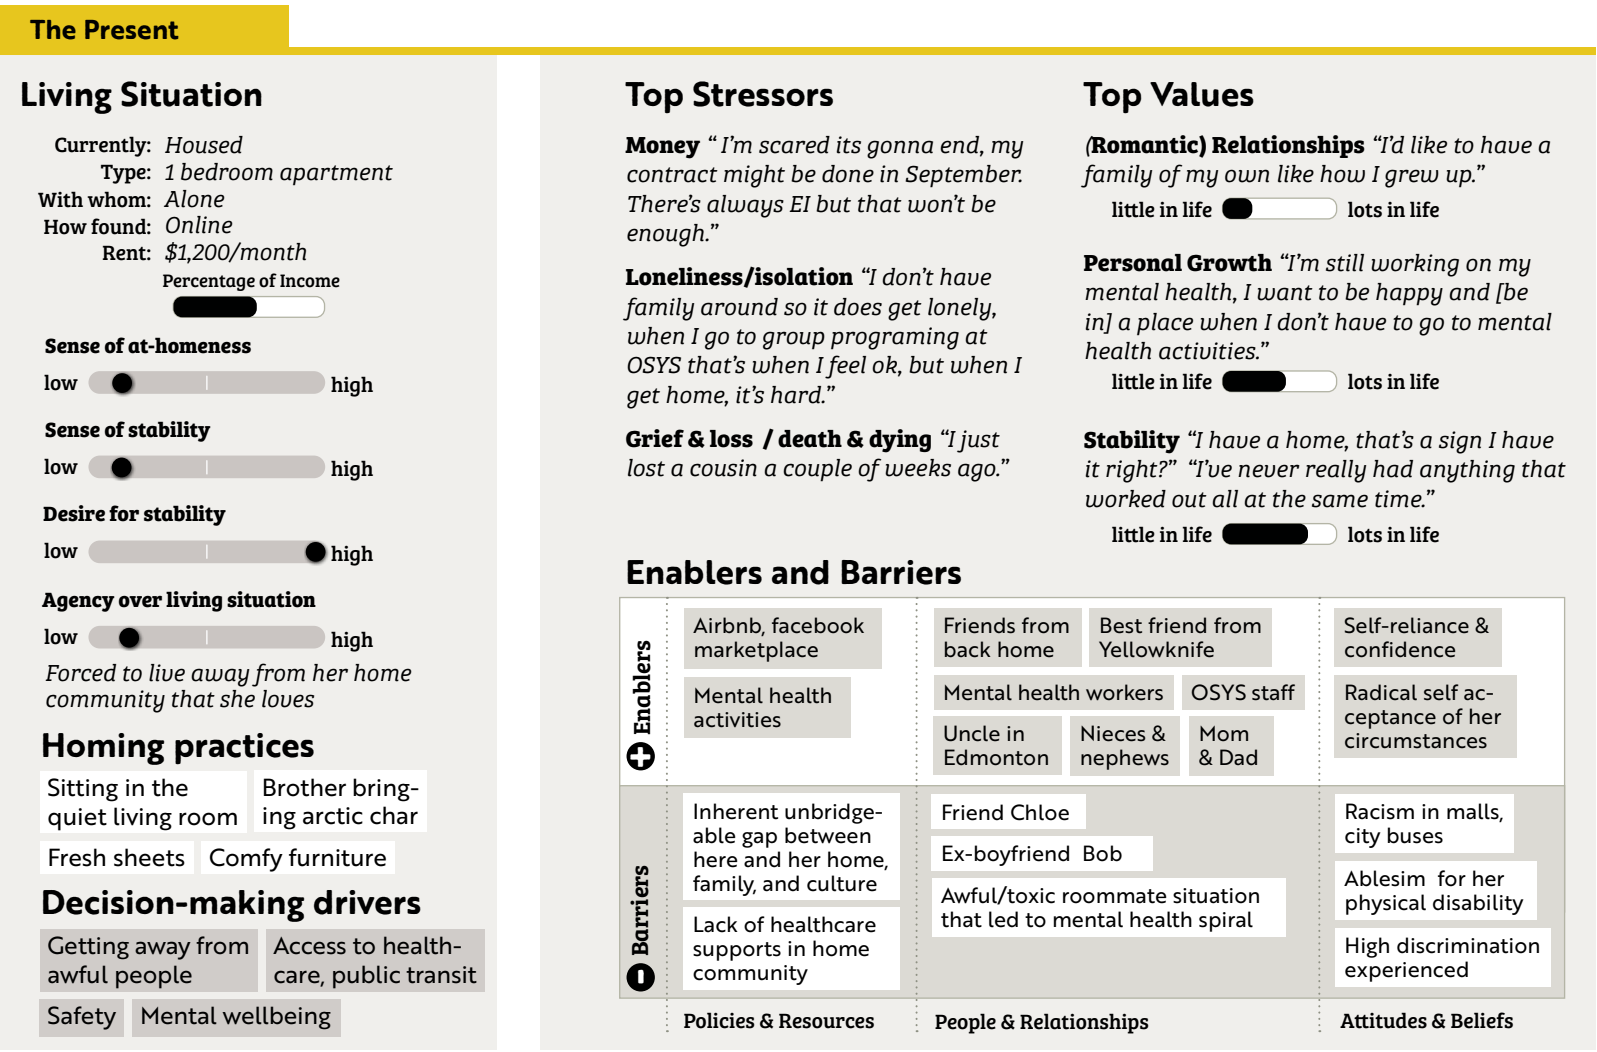 The Present
Living Situation
Currently: Housed
Type: 1 bedroom apartment
With whom: Alone
How found: Online
Rent: $1,200/month
Percentage of Income
Sense of at-homeness
low high
Sense of stability
low high
Desire for stability
low high
Agency over living situation
low high
Forced to live away from her home
community that she loves
Homing practices
Sitting in the
quiet living room
Brother bring-
ing arctic char
Fresh sheets
Comfy furniture
Decision-making drivers
Getting away from
awful people
Access to health-
care, public transit
Safety
Mental wellbeing
Top Stressors
Money “ I’m scared its gonna end, my
contract might be done in September.
There’s always EI but that won’t be
enough.”
Loneliness/isolation “I don’t have
family around so it does get lonely,
when I go to group programing at
OSYS that’s when I feel ok, but when I
get home, it’s hard.”
Grief & loss / death & dying “I just
lost a cousin a couple of weeks ago.”
Top Values
(Romantic) Relationships “I’d like to have a
family of my own like how I grew up.”
little in life lots in life
Personal Growth “I’m still working on my
mental health, I want to be happy and [be
in] a place when I don’t have to go to mental
health activities.”
little in life lots in life
Stability “I have a home, that’s a sign I have
it right?” “I’ve never really had anything that
worked out all at the same time.”
little in life lots in life
Enablers and Barriers
+ Enablers
Airbnb, facebook
marketplace
Mental health
activities
Friends from
back home
Best friend from
Yellowknife
Mental health workers
OSYS staff
Uncle in
Edmonton
Nieces &
nephews
Mom
& Dad
Self-reliance &
confidence
Radical self ac-
ceptance of her
circumstances
- Barriers
Inherent unbridge-
able gap between
here and her home,
family, and culture
Lack of healthcare
supports in home
community
Friend Chloe
Ex-boyfriend Bob
Awful/toxic roommate situation
that led to mental health spiral
Racism in malls,
city buses
Ablesim for her
physical disability
High discrimination
experienced
Policies & Resources
People & Relationships
Attitudes & Beliefs